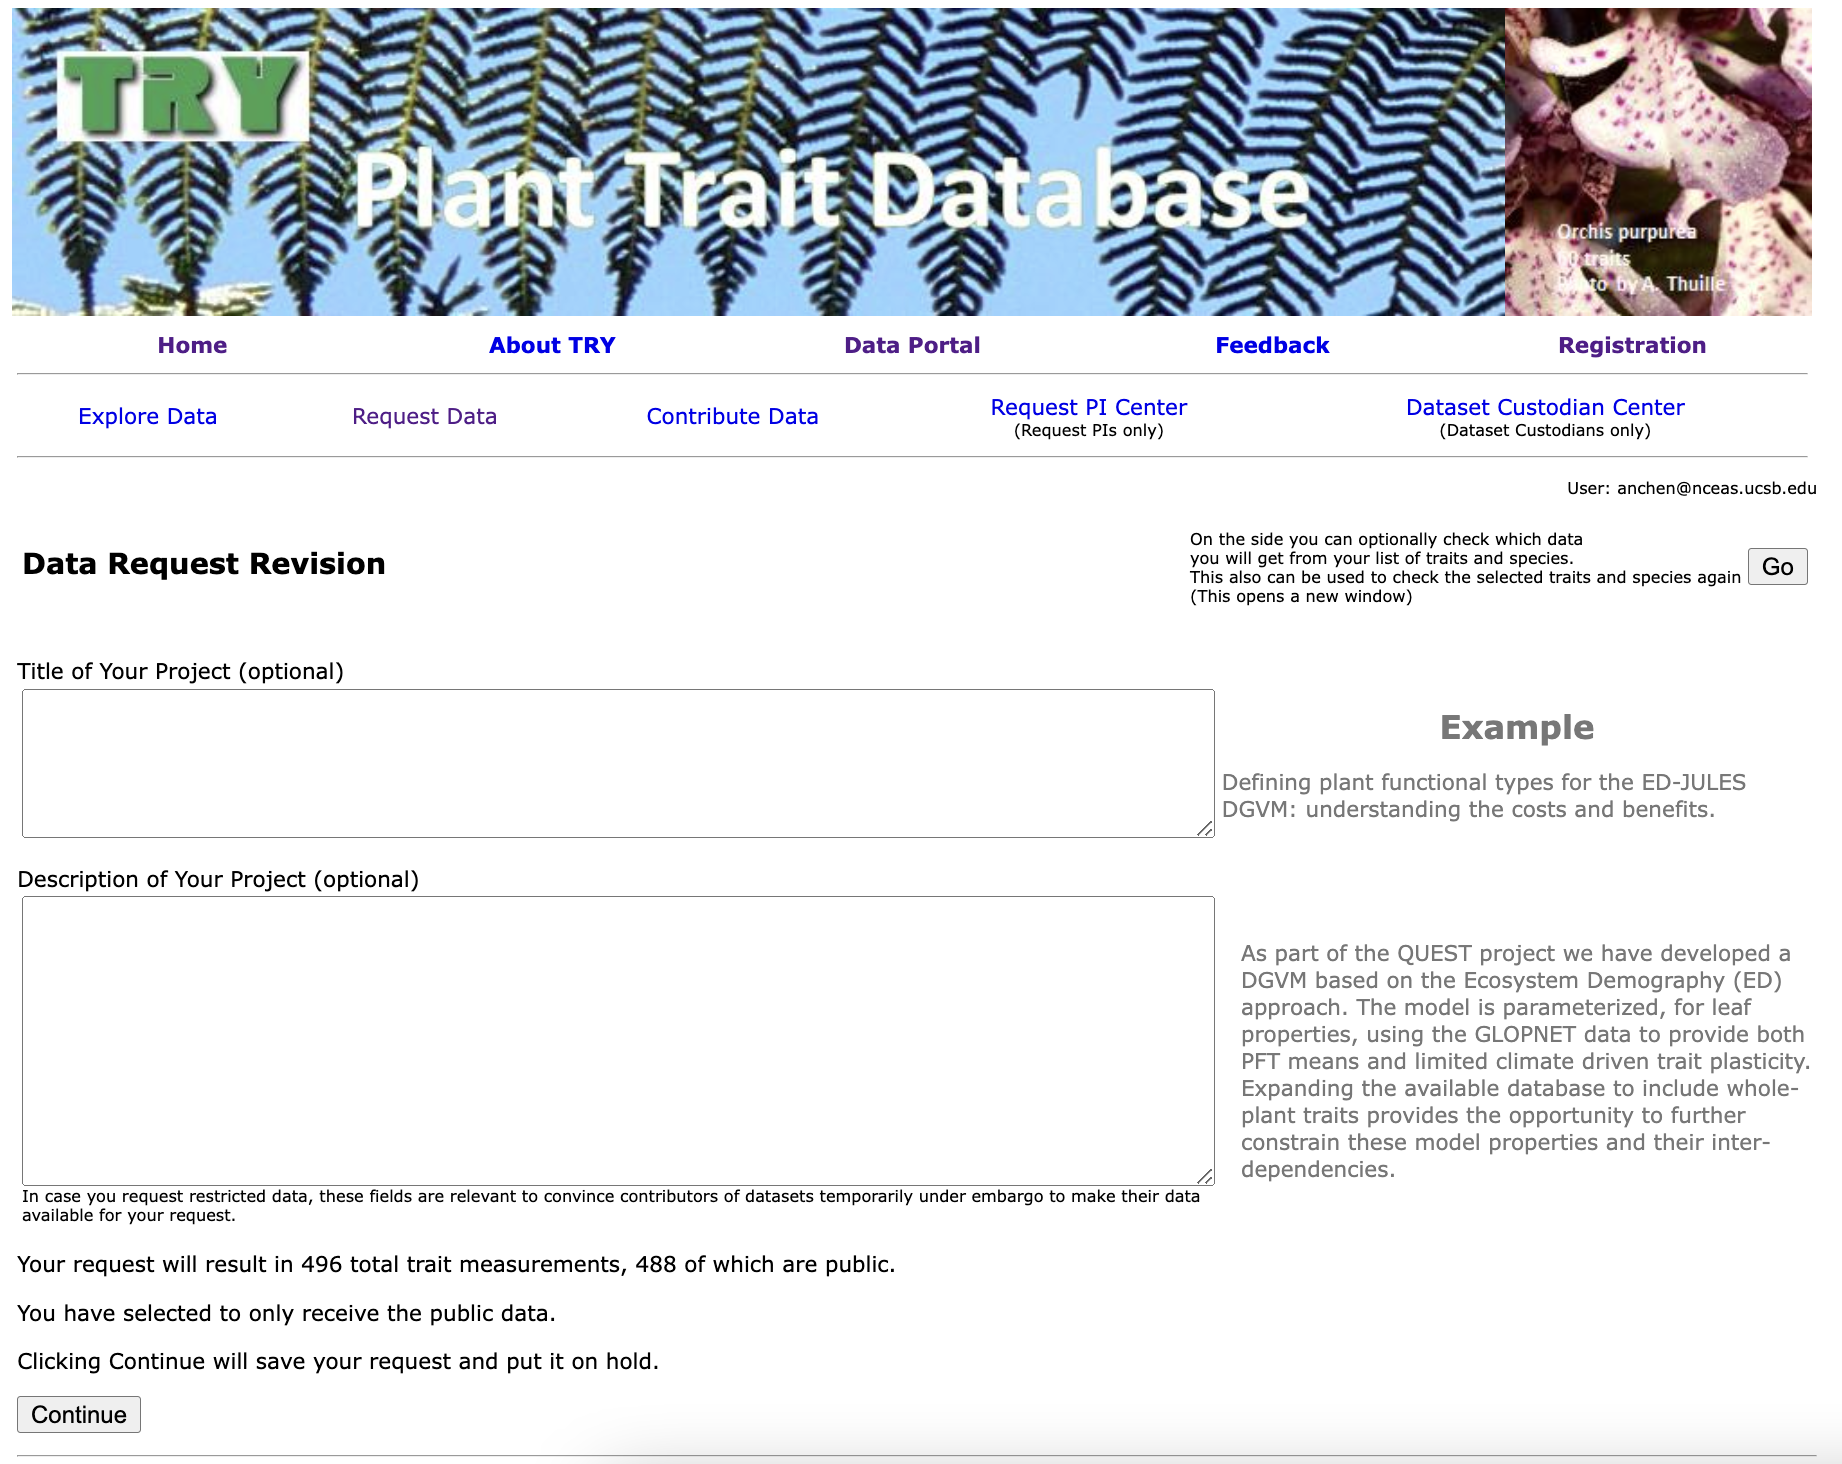 TRY
Plant Trait Database
Orchis purpurea
60 traits
Photo by A. Thuille
Home About TRY Data Portal Feedback Registration
Explore Data Request Data Contribute Data Request PI Center Dataset Custodian Center
(Request PIs only) (Dataset Custodians only)
User: anchen@nceas.ucsb.edu
Data Request Revision
On the side you can optionally check which data
you will get from your list of traits and species.
This also can be used to check the selected traits and species again
(This opens a new window)
Go
Title of Your Project (optional)
Example
Defining plant functional types for the ED-JULES
DGVM: understanding the costs and benefits.
Description of Your Project (optional)
As part of the QUEST project we have developed a
DGVM based on the Ecosystem Demography (ED)
approach. The model is parameterized, for leaf
properties, using the GLOPNET data to provide both
PFT means and limited climate driven trait plasticity.
Expanding the available database to include whole-
plant traits provides the opportunity to further
constrain these model properties and their inter-
dependencies.
In case you request restricted data, these fields are relevant to convince contributors of datasets temporarily under embargo to make their data
available for your request.
Your request will result in 496 total trait measurements, 488 of which are public.
You have selected to only receive the public data.
Clicking Continue will save your request and put it on hold.
Continue